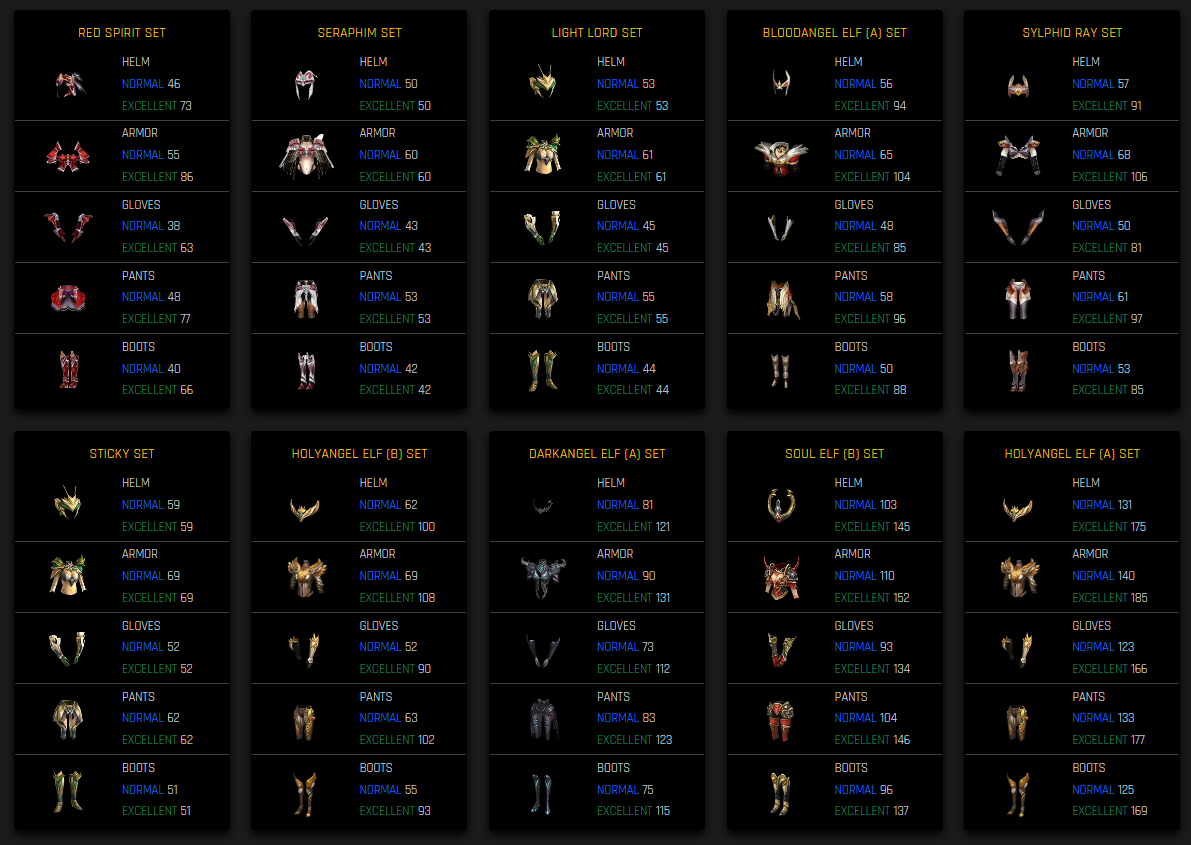 RED SPIRIT SET
HELM
NORMAL 46
EXCELLENT 73
ARMOR
NORMAL 55
EXCELLENT 86
GLOVES
NORMAL 38
EXCELLENT 63
PANTS
NORMAL 48
EXCELLENT 77
BOOTS
NORMAL 40
EXCELLENT 66
SERAPHIM SET
HELM
NORMAL 50
EXCELLENT 50
ARMOR
NORMAL 60
EXCELLENT 60
GLOVES
NORMAL 43
EXCELLENT 43
PANTS
NORMAL 53
EXCELLENT 53
BOOTS
NORMAL 42
EXCELLENT 42
LIGHT LORD SET
HELM
NORMAL 53
EXCELLENT 53
ARMOR
NORMAL 61
EXCELLENT 61
GLOVES
NORMAL 45
EXCELLENT 45
PANTS
NORMAL 55
EXCELLENT 55
BOOTS
NORMAL 44
EXCELLENT 44
BLOODANGEL ELF (A) SET
HELM
NORMAL 56
EXCELLENT 94
ARMOR
NORMAL 65
EXCELLENT 104
GLOVES
NORMAL 48
EXCELLENT 85
PANTS
NORMAL 58
EXCELLENT 96
BOOTS
NORMAL 50
EXCELLENT 88
SYLPHID RAY SET
HELM
NORMAL 57
EXCELLENT 91
ARMOR
NORMAL 68
EXCELLENT 106
GLOVES
NORMAL 50
EXCELLENT 81
PANTS
NORMAL 61
EXCELLENT 97
BOOTS
NORMAL 53
EXCELLENT 85
STICKY SET
HELM
NORMAL 59
EXCELLENT 59
ARMOR
NORMAL 69
EXCELLENT 69
GLOVES
NORMAL 52
EXCELLENT 52
PANTS
NORMAL 62
EXCELLENT 62
BOOTS
NORMAL 51
EXCELLENT 51
HOLYANGEL ELF (B) SET
HELM
NORMAL 62
EXCELLENT 100
ARMOR
NORMAL 69
EXCELLENT 108
GLOVES
NORMAL 52
EXCELLENT 90
PANTS
NORMAL 63
EXCELLENT 102
BOOTS
NORMAL 55
EXCELLENT 93
DARKANGEL ELF (A) SET
HELM
NORMAL 81
EXCELLENT 121
ARMOR
NORMAL 90
EXCELLENT 131
GLOVES
NORMAL 73
EXCELLENT 112
PANTS
NORMAL 83
EXCELLENT 123
BOOTS
NORMAL 75
EXCELLENT 115
SOUL ELF (B) SET
HELM
NORMAL 103
EXCELLENT 145
ARMOR
NORMAL 110
EXCELLENT 152
GLOVES
NORMAL 93
EXCELLENT 134
PANTS
NORMAL 104
EXCELLENT 146
BOOTS
NORMAL 96
EXCELLENT 137
HOLYANGEL ELF (A) SET
HELM
NORMAL 131
EXCELLENT 175
ARMOR
NORMAL 140
EXCELLENT 185
GLOVES
NORMAL 123
EXCELLENT 166
PANTS
NORMAL 133
EXCELLENT 177
BOOTS
NORMAL 125
EXCELLENT 169